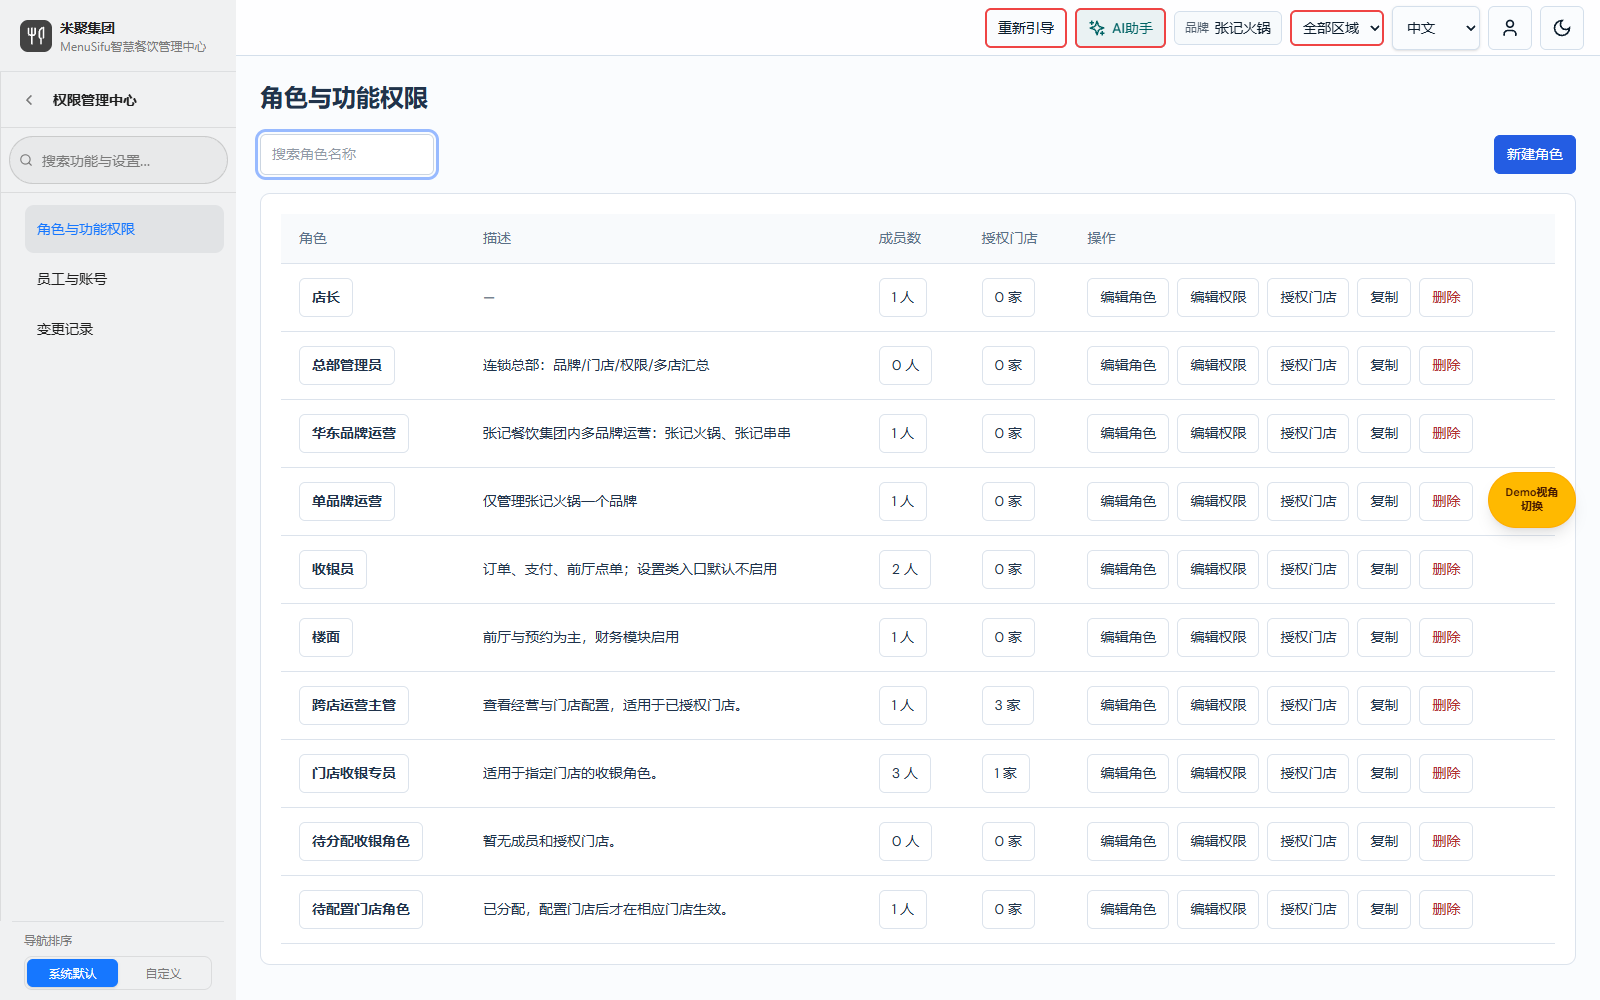 米聚集团
MenuSifu智慧餐饮管理中心
重新引导
AI助手
品牌 张记火锅
全部区域
中文
权限管理中心
搜索功能与设置...
角色与功能权限
员工与账号
变更记录
导航排序
系统默认
自定义
角色与功能权限
搜索角色名称
新建角色
角色 描述 成员数 授权门店 操作
店长 — 1 人 0 家 编辑角色 编辑权限 授权门店 复制 删除
总部管理员 连锁总部：品牌/门店/权限/多店汇总 0 人 0 家 编辑角色 编辑权限 授权门店 复制 删除
华东品牌运营 张记餐饮集团内多品牌运营：张记火锅、张记串串 1 人 0 家 编辑角色 编辑权限 授权门店 复制 删除
单品牌运营 仅管理张记火锅一个品牌 1 人 0 家 编辑角色 编辑权限 授权门店 复制 删除
Demo视角
切换
收银员 订单、支付、前厅点单；设置类入口默认不启用 2 人 0 家 编辑角色 编辑权限 授权门店 复制 删除
楼面 前厅与预约为主，财务模块启用 1 人 0 家 编辑角色 编辑权限 授权门店 复制 删除
跨店运营主管 查看经营与门店配置，适用于已授权门店。 1 人 3 家 编辑角色 编辑权限 授权门店 复制 删除
门店收银专员 适用于指定门店的收银角色。 3 人 1 家 编辑角色 编辑权限 授权门店 复制 删除
待分配收银角色 暂无成员和授权门店。 0 人 0 家 编辑角色 编辑权限 授权门店 复制 删除
待配置门店角色 已分配，配置门店后才在相应门店生效。 1 人 0 家 编辑角色 编辑权限 授权门店 复制 删除